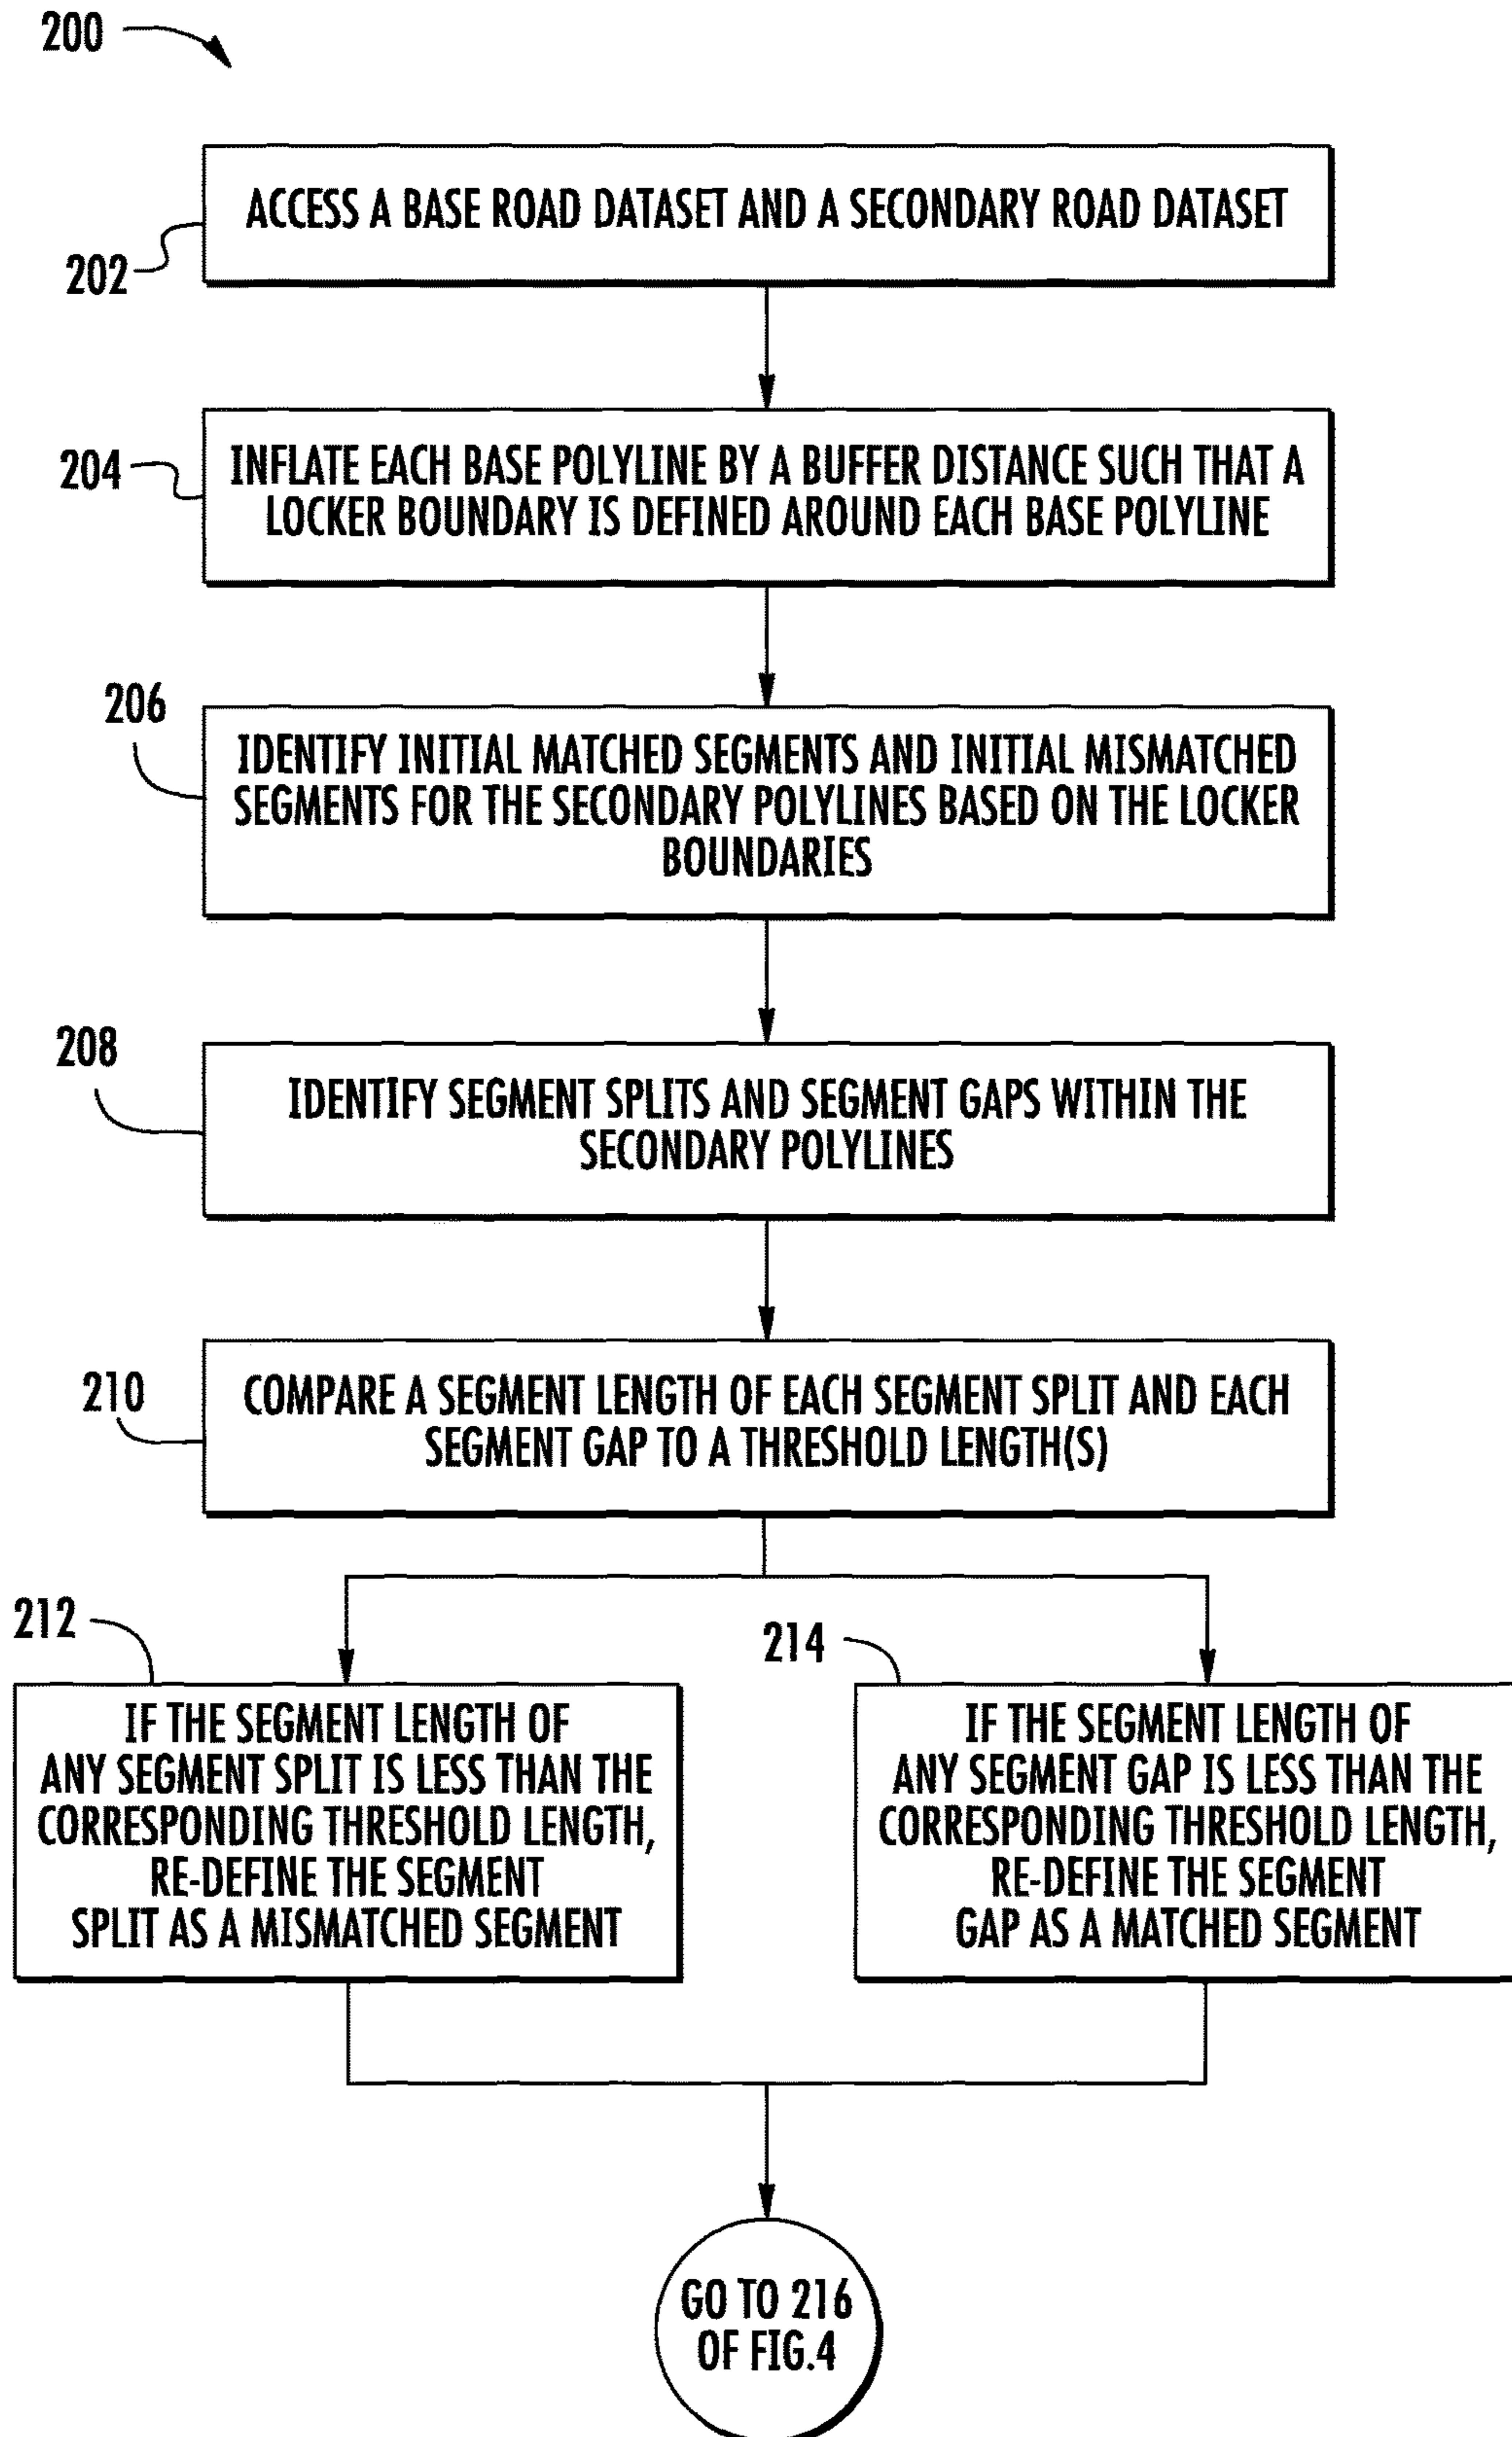 200
ACCESS A BASE ROAD DATASET AND A SECONDARY ROAD DATASET
202
204
INFLATE EACH BASE POLYLINE BY A BUFFER DISTANCE SUCH THAT A
LOCKER BOUNDARY IS DEFINED AROUND EACH BASE POLYLINE
206
IDENTIFY INITIAL MATCHED SEGMENTS AND INITIAL MISMATCHED
SEGMENTS FOR THE SECONDARY POLYLINES BASED ON THE LOCKER
BOUNDARIES
208
IDENTIFY SEGMENT SPLITS AND SEGMENT GAPS WITHIN THE
SECONDARY POLYLINES
210
COMPARE A SEGMENT LENGTH OF EACH SEGMENT SPLIT AND EACH
SEGMENT GAP TO A THRESHOLD LENGTH(S)
212
IF THE SEGMENT LENGTH OF
ANY SEGMENT SPLIT IS LESS THAN THE
CORRESPONDING THRESHOLD LENGTH,
RE-DEFINE THE SEGMENT
SPLIT AS A MISMATCHED SEGMENT
214
IF THE SEGMENT LENGTH OF
ANY SEGMENT GAP IS LESS THAN THE
CORRESPONDING THRESHOLD LENGTH,
RE-DEFINE THE SEGMENT
GAP AS A MATCHED SEGMENT
GO TO 216
OF FIG.4